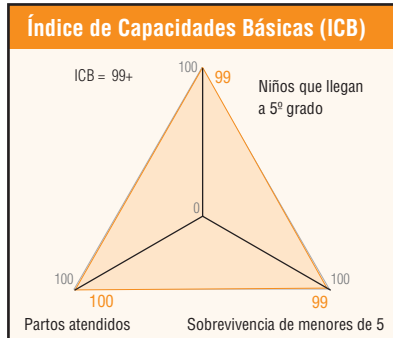 Índice de Capacidades Básicas (ICB)
ICB = 99+
100
99
Niños que llegan
a 5º grado
0
100
100
100
99
Partos atendidos
Sobrevivencia de menores de 5